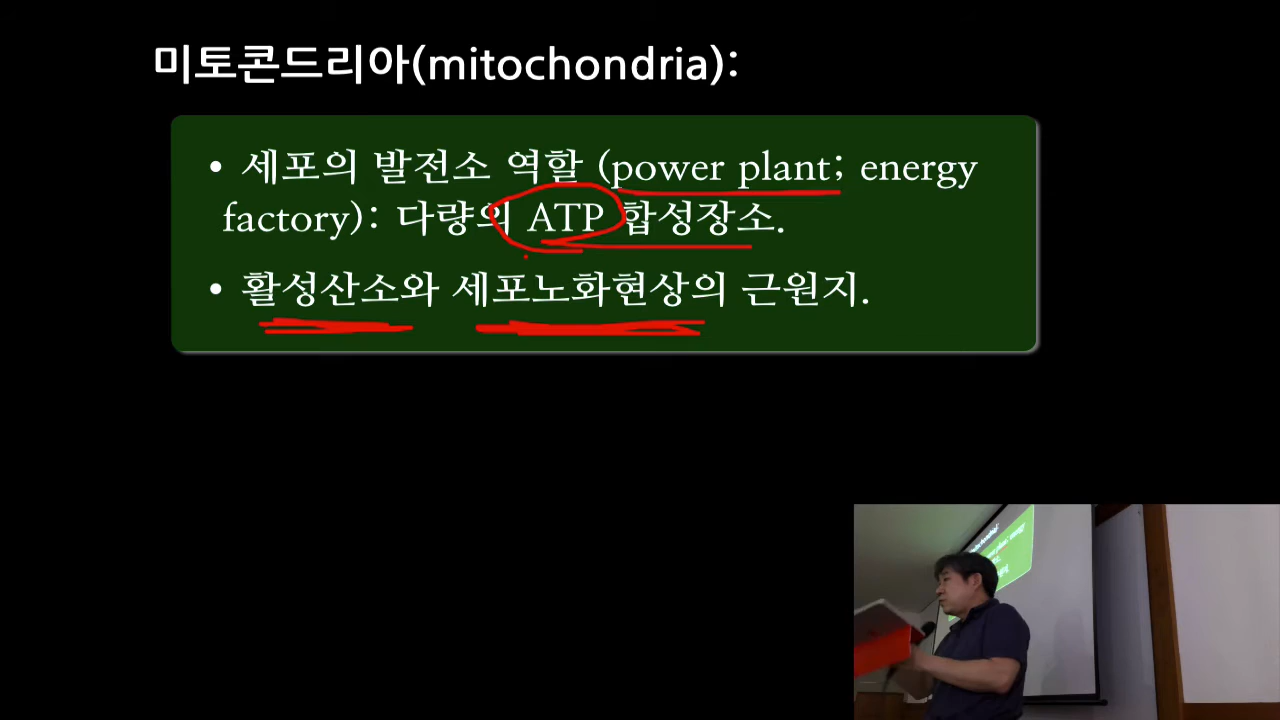 미토콘드리아(mitochondria):
• 세포의 발전소 역할 (power plant; energy
factory): 다량의 ATP 합성장소.
• 활성산소와 세포노화현상의 근원지.